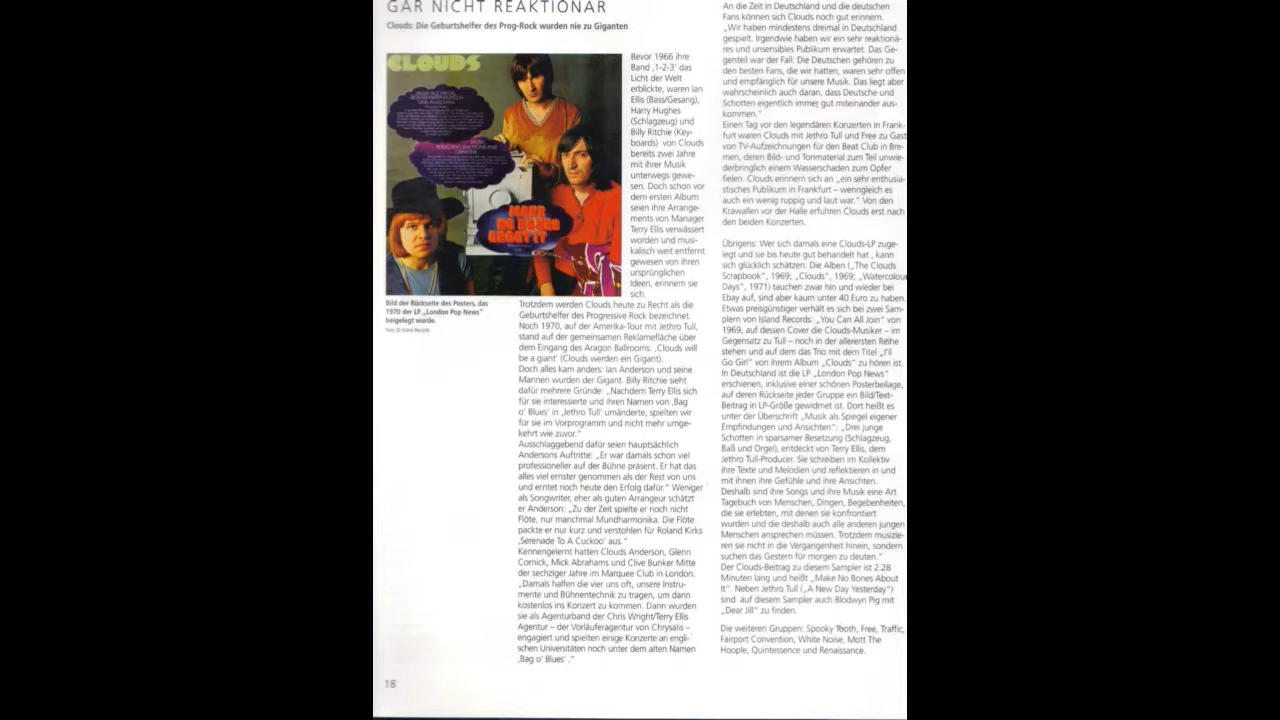 GAR NICHT REAKTIONÄR
Clouds: Die Geburtshelfer des Prog-Rock wurden nie zu Giganten
CLOUDS
Bevor 1966 ihre
Band ‚1-2-3' das
Licht der Welt
erblickte, waren Ian
Ellis (Bass/Gesang),
Harry Hughes
(Schlagzeug) und
Billy Ritchie (Key-
boards) von Clouds
bereits zwei Jahre
mit ihrer Musik
unterwegs gewe-
sen. Doch schon vor
dem ersten Album
seien ihre Arrange-
ments von Manager
Terry Ellis verwässert
worden und musi-
kalisch weit entfernt
gewesen von ihren
ursprünglichen
Ideen, erinnern sie
sich.
Bild der Rückseite des Posters, das
1970 der LP „London Pop News"
beigelegt wurde.
Foto: © Island Records
Trotzdem werden Clouds heute zu Recht als die
Geburtshelfer des Progressive Rock bezeichnet.
Noch 1970, auf der Amerika-Tour mit Jethro Tull,
stand auf der gemeinsamen Reklamefläche über
dem Eingang des Aragon Ballrooms: ‚Clouds will
be a giant' (Clouds werden ein Gigant).
Doch alles kam anders: Ian Anderson und seine
Mannen wurden der Gigant. Billy Ritchie sieht
dafür mehrere Gründe: „Nachdem Terry Ellis sich
für sie interessierte und ihren Namen von ‚Bag
o' Blues' in ‚Jethro Tull' umänderte, spielten wir
für sie im Vorprogramm und nicht mehr umge-
kehrt wie zuvor."
Ausschlaggebend dafür seien hauptsächlich
Andersons Auftritte: „Er war damals schon viel
professioneller auf der Bühne präsent. Er hat das
alles viel ernster genommen als der Rest von uns
und erntet noch heute den Erfolg dafür." Weniger
als Songwriter, eher als guten Arrangeur schätzt
er Anderson: „Zu der Zeit spielte er noch nicht
Flöte, nur manchmal Mundharmonika. Die Flöte
packte er nur kurz und verstohlen für Roland Kirks
‚Serenade To A Cuckoo' aus."
Kennengelernt hatten Clouds Anderson, Glenn
Cornick, Mick Abrahams und Clive Bunker Mitte
der sechziger Jahre im Marquee Club in London.
„Damals halfen die vier uns oft, unsere Instru-
mente und Bühnentechnik zu tragen, um dann
kostenlos ins Konzert zu kommen. Dann wurden
sie als Agenturband der Chris Wright/Terry Ellis
Agentur – der Vorläuferagentur von Chrysalis –
engagiert und spielten einige Konzerte an engli-
schen Universitäten noch unter dem alten Namen
‚Bag o' Blues' ."
An die Zeit in Deutschland und die deutschen
Fans können sich Clouds noch gut erinnern.
„Wir haben mindestens dreimal in Deutschland
gespielt. Irgendwie haben wir ein sehr reaktionä-
res und unsensibles Publikum erwartet. Das Ge-
genteil war der Fall: Die Deutschen gehören zu
den besten Fans, die wir hatten, waren sehr offen
und empfänglich für unsere Musik. Das liegt aber
wahrscheinlich auch daran, dass Deutsche und
Schotten eigentlich immer gut miteinander aus-
kommen."
Einen Tag vor den legendären Konzerten in Frank-
furt waren Clouds mit Jethro Tull und Free zu Gast
von TV-Aufzeichnungen für den Beat Club in Bre-
men, deren Bild- und Tonmaterial zum Teil unwie-
derbringlich einem Wasserschaden zum Opfer
fielen. Clouds erinnern sich an „ein sehr enthusia-
stisches Publikum in Frankfurt – wenngleich es
auch ein wenig ruppig und laut war." Von den
Krawallen vor der Halle erfuhren Clouds erst nach
den beiden Konzerten.
Übrigens: Wer sich damals eine Clouds-LP zuge-
legt und sie bis heute gut behandelt hat , kann
sich glücklich schätzen: Die Alben („The Clouds
Scrapbook", 1969; „Clouds", 1969; „Watercolour
Days", 1971) tauchen zwar hin und wieder bei
Ebay auf, sind aber kaum unter 40 Euro zu haben.
Etwas preisgünstiger verhält es sich bei zwei Sam-
plern von Island Records: „You Can All Join" von
1969, auf dessen Cover die Clouds-Musiker – im
Gegensatz zu Tull – noch in der allerersten Reihe
stehen und auf dem das Trio mit dem Titel „I'll
Go Girl" von ihrem Album „Clouds" zu hören ist.
In Deutschland ist die LP „London Pop News"
erschienen, inklusive einer schönen Posterbeilage,
auf deren Rückseite jeder Gruppe ein Bild/Text-
Beitrag in LP-Größe gewidmet ist. Dort heißt es
unter der Überschrift „Musik als Spiegel eigener
Empfindungen und Ansichten": „Drei junge
Schotten in sparsamer Besetzung (Schlagzeug,
Baß und Orgel), entdeckt von Terry Ellis, dem
Jethro Tull-Producer. Sie schreiben im Kollektiv
ihre Texte und Melodien und reflektieren in und
mit ihnen ihre Gefühle und ihre Ansichten.
Deshalb sind ihre Songs und ihre Musik eine Art
Tagebuch von Menschen, Dingen, Begebenheiten,
die sie erlebten, mit denen sie konfrontiert
wurden und die deshalb auch alle anderen jungen
Menschen ansprechen müssen. Trotzdem musizie-
ren sie nicht in die Vergangenheit hinein, sondern
suchen das Gestern für morgen zu deuten."
Der Clouds-Beitrag zu diesem Sampler ist 2:28
Minuten lang und heißt „Make No Bones About
It". Neben Jethro Tull („A New Day Yesterday")
sind auf diesem Sampler auch Blodwyn Pig mit
„Dear Jill" zu finden.
Die weiteren Gruppen: Spooky Tooth, Free, Traffic,
Fairport Convention, White Noise, Mott The
Hoople, Quintessence und Renaissance.
18